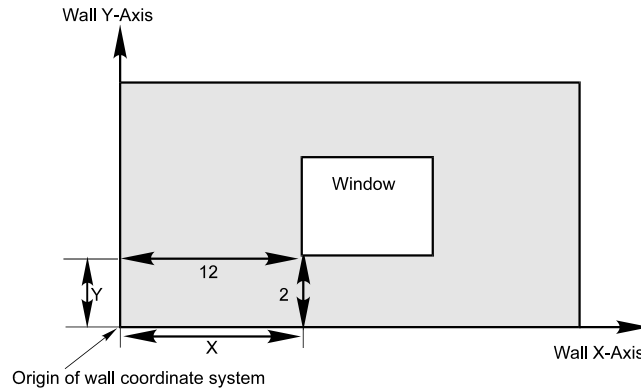 Wall Y-Axis
Window
12
Y
2
X
Wall X-Axis
Origin of wall coordinate system